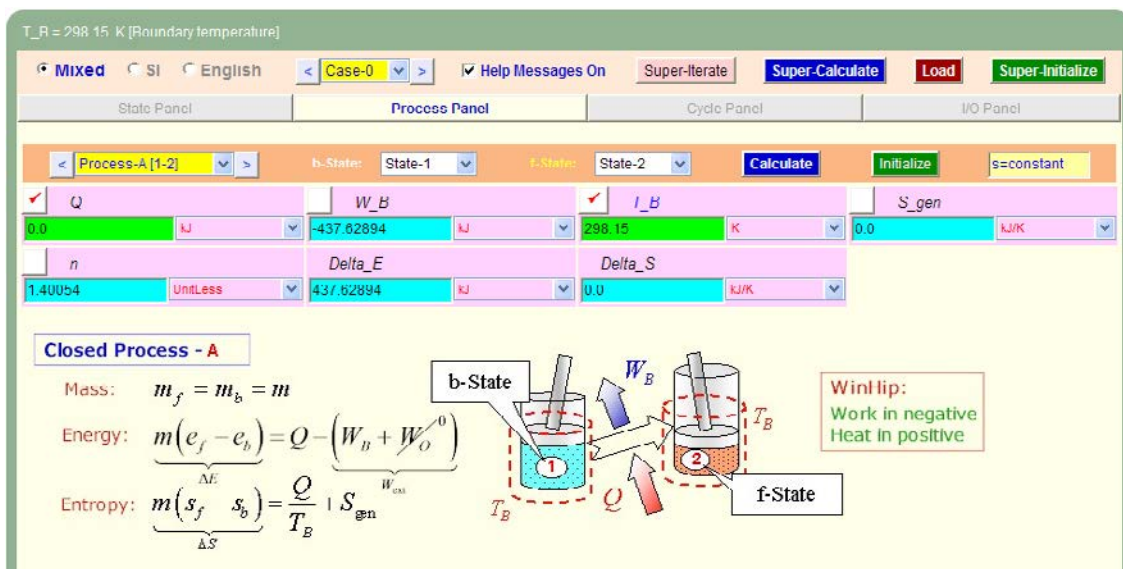 T_B = 298.15 K [Boundary temperature]
Mixed SI English < Case-0 > Help Messages On Super-Iterate Super-Calculate Load Super-Initialize
State Panel Process Panel Cycle Panel I/O Panel
< Process-A [1-2] > b-State: State-1 f-State: State-2 Calculate Initialize s=constant
Q W_B T_B S_gen
0.0 kJ -437.62894 kJ 298.15 K 0.0 kJ/K
n Delta_E Delta_S
1.40054 UnitLess 437.62894 kJ 0.0 kJ/K
Closed Process - A
Mass: m_f = m_b = m
Energy: m(e_f − e_b) = Q − (W_B + W_O^0)
ΔE W_ext
Entropy: m(s_f s_b) = Q/T_B + S_gen
ΔS
b-State
W_B
1
T_B
Q
2
T_B
f-State
WinHip:
Work in negative
Heat in positive